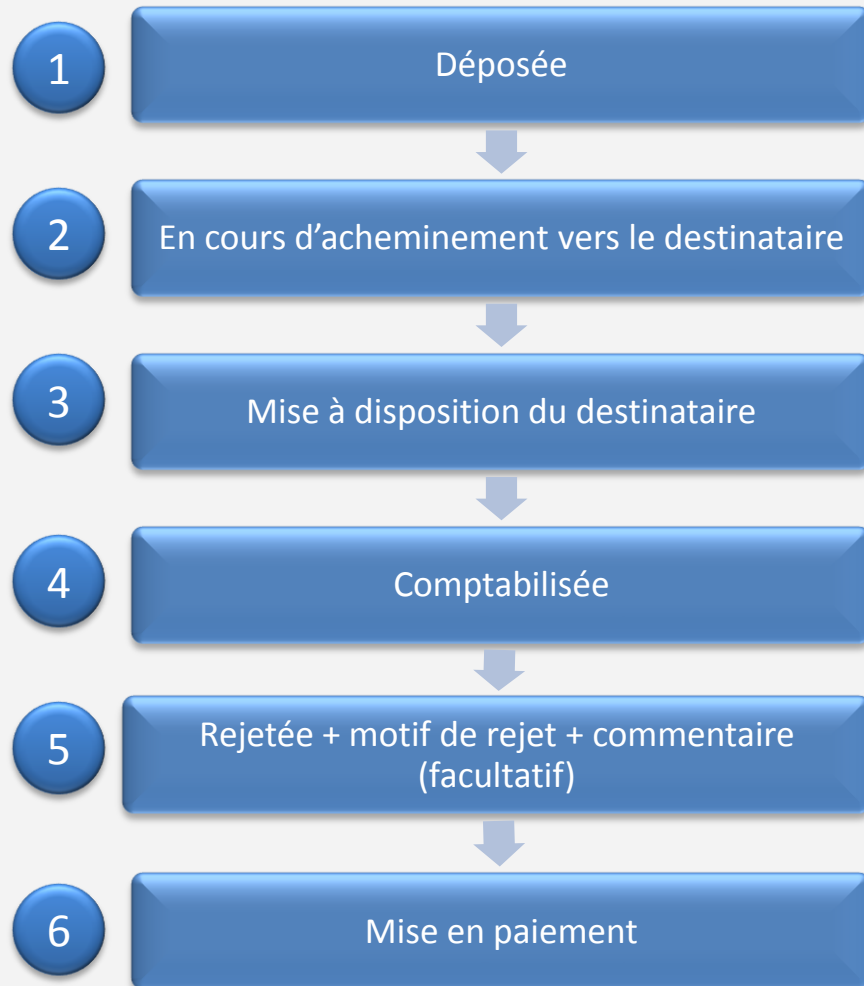 1
Déposée
2
En cours d’acheminement vers le destinataire
3
Mise à disposition du destinataire
4
Comptabilisée
5
Rejetée + motif de rejet + commentaire
(facultatif)
6
Mise en paiement